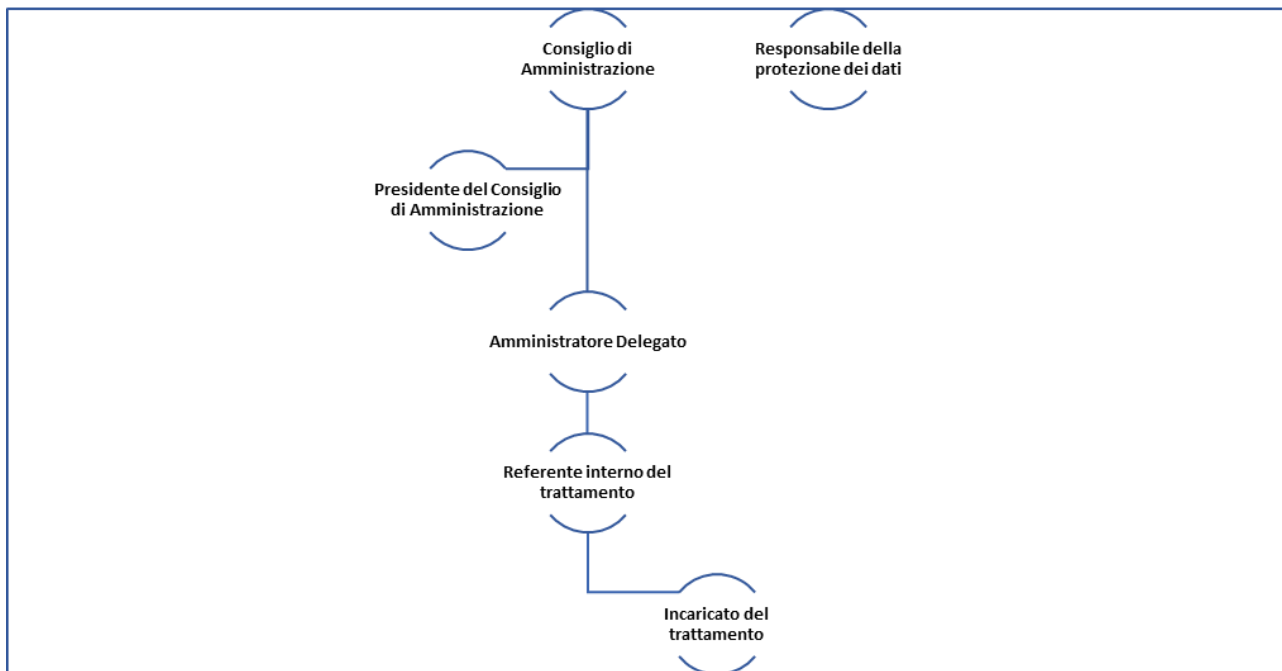 Consiglio di
Amministrazione
Responsabile della
protezione dei dati
Presidente del Consiglio
di Amministrazione
Amministratore Delegato
Referente interno del
trattamento
Incaricato del
trattamento